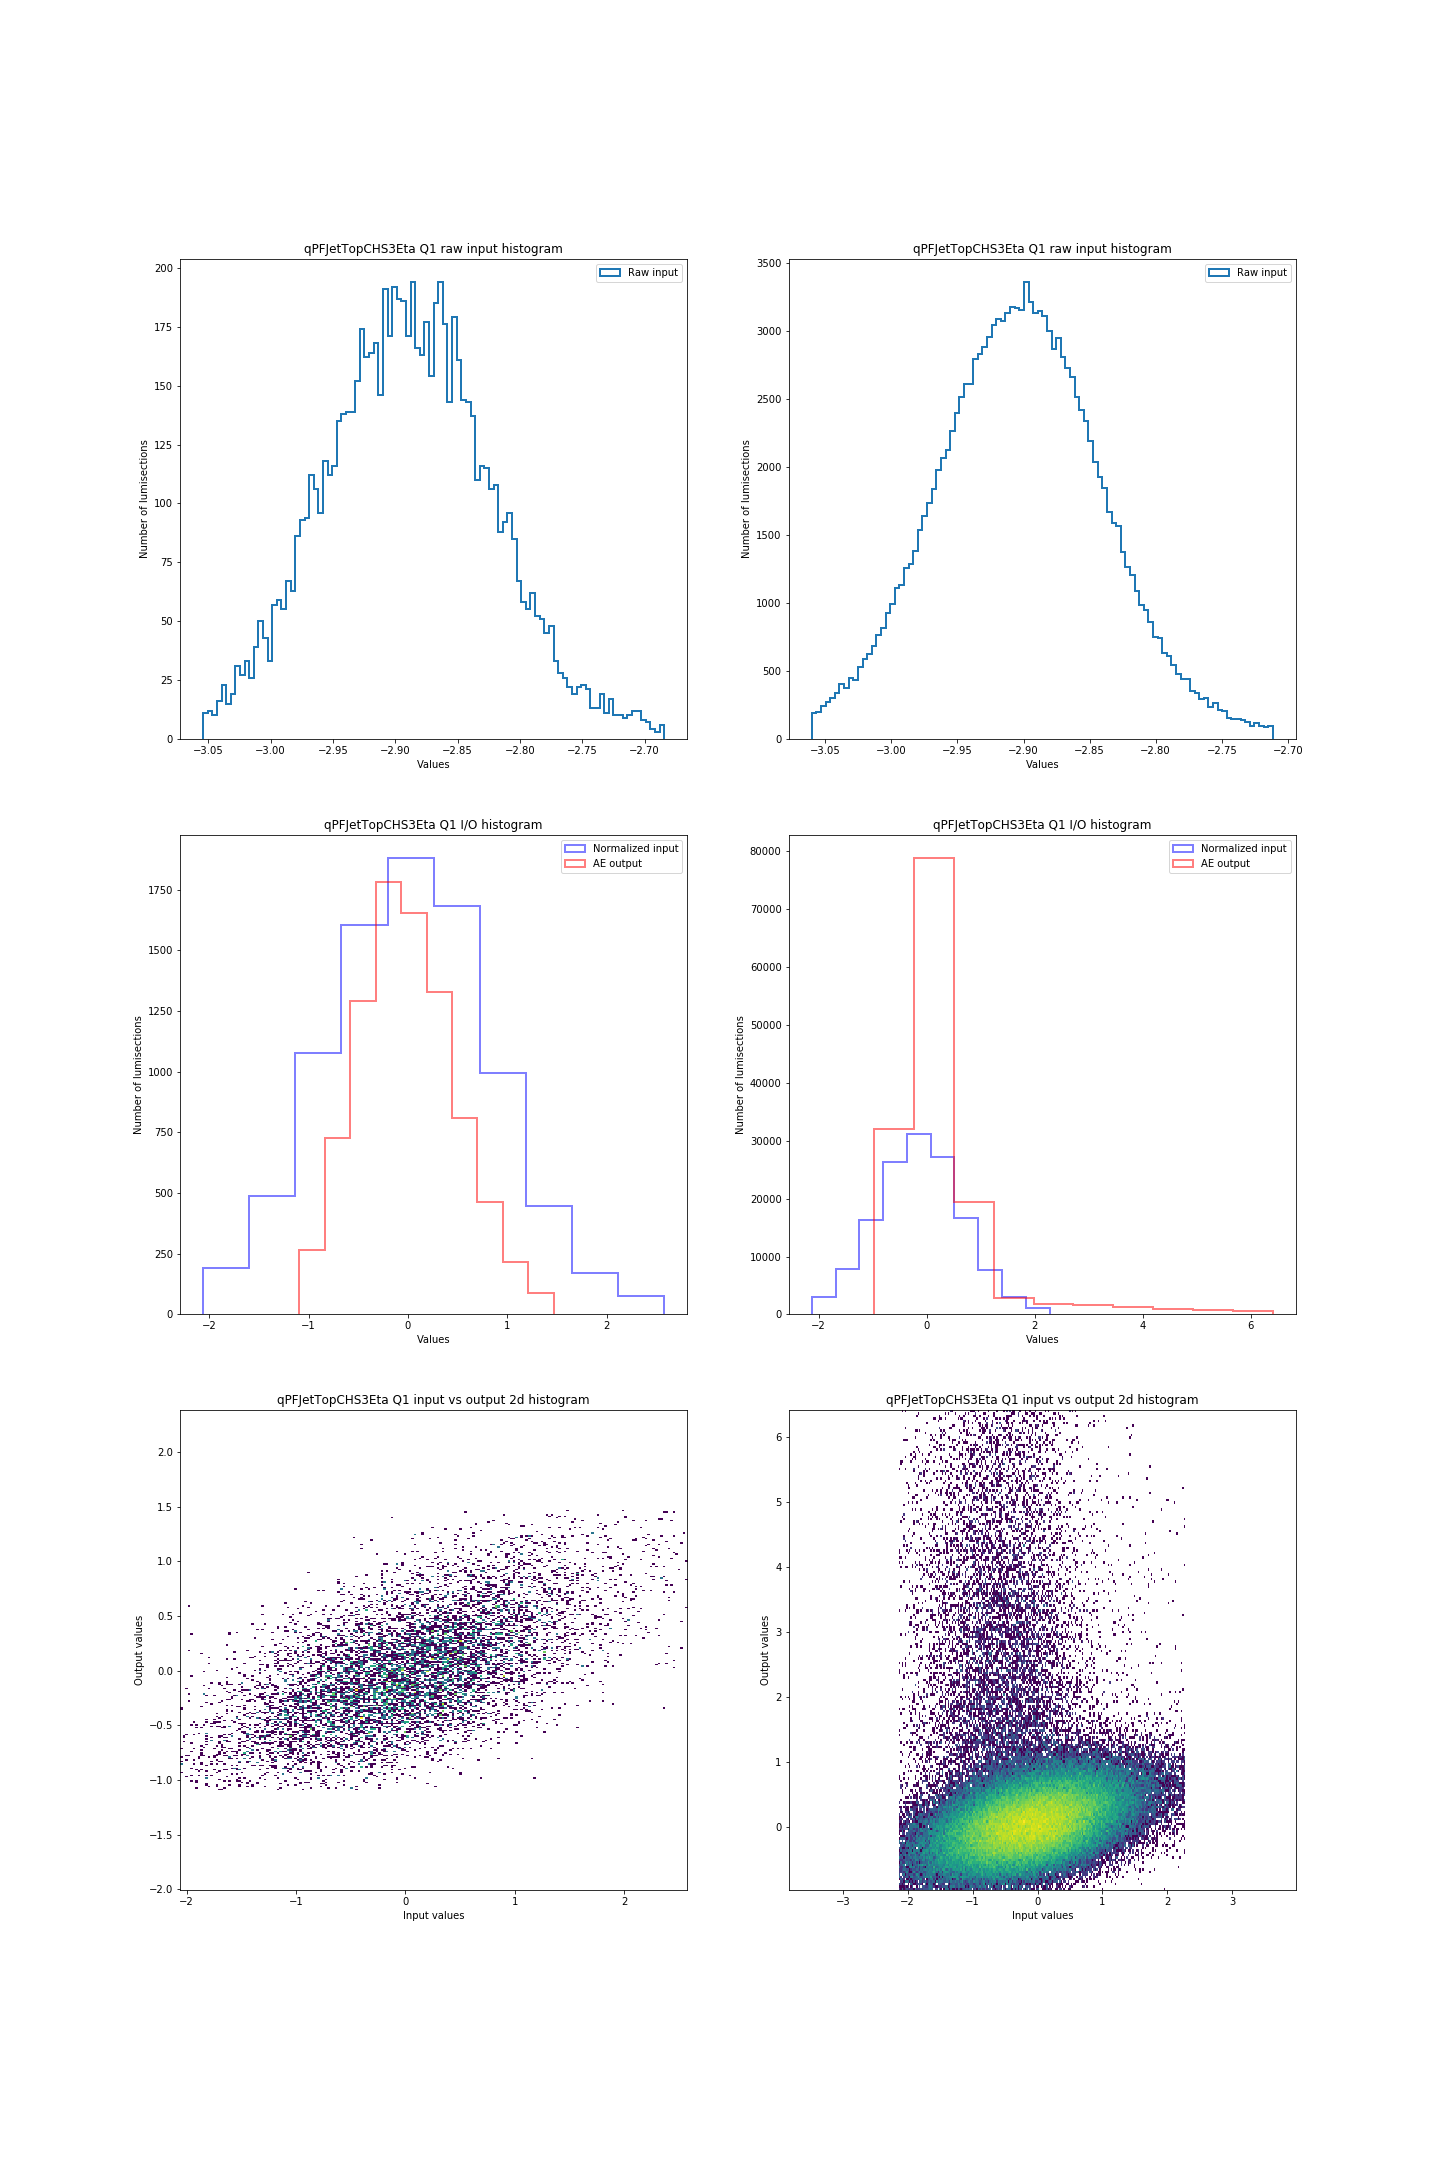 qPFJetTopCHS3Eta Q1 raw input histogram
Raw input
200
175
150
125
100
75
50
25
0
Number of lumisections
−3.05 −3.00 −2.95 −2.90 −2.85 −2.80 −2.75 −2.70
Values
qPFJetTopCHS3Eta Q1 raw input histogram
Raw input
3500
3000
2500
2000
1500
1000
500
0
Number of lumisections
−3.05 −3.00 −2.95 −2.90 −2.85 −2.80 −2.75 −2.70
Values
qPFJetTopCHS3Eta Q1 I/O histogram
Normalized input
AE output
1750
1500
1250
1000
750
500
250
0
Number of lumisections
−2 −1 0 1 2
Values
qPFJetTopCHS3Eta Q1 I/O histogram
Normalized input
AE output
80000
70000
60000
50000
40000
30000
20000
10000
0
Number of lumisections
−2 0 2 4 6
Values
qPFJetTopCHS3Eta Q1 input vs output 2d histogram
2.0
1.5
1.0
0.5
0.0
−0.5
−1.0
−1.5
−2.0
Output values
−2 −1 0 1 2
Input values
qPFJetTopCHS3Eta Q1 input vs output 2d histogram
6
5
4
3
2
1
0
Output values
−3 −2 −1 0 1 2 3
Input values